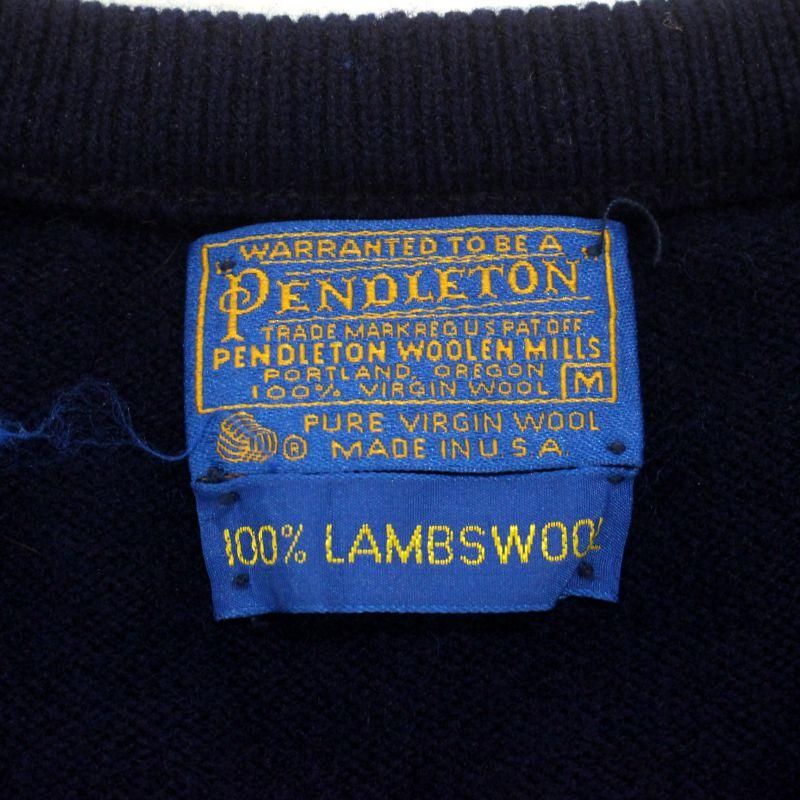 WARRANTED TO BE A
PENDLETON
TRADE MARK REG U S PAT OFF
PENDLETON WOOLEN MILLS
PORTLAND, OREGON
100% VIRGIN WOOL M
® PURE VIRGIN WOOL
MADE IN U.S.A.
100% LAMBSWOOL